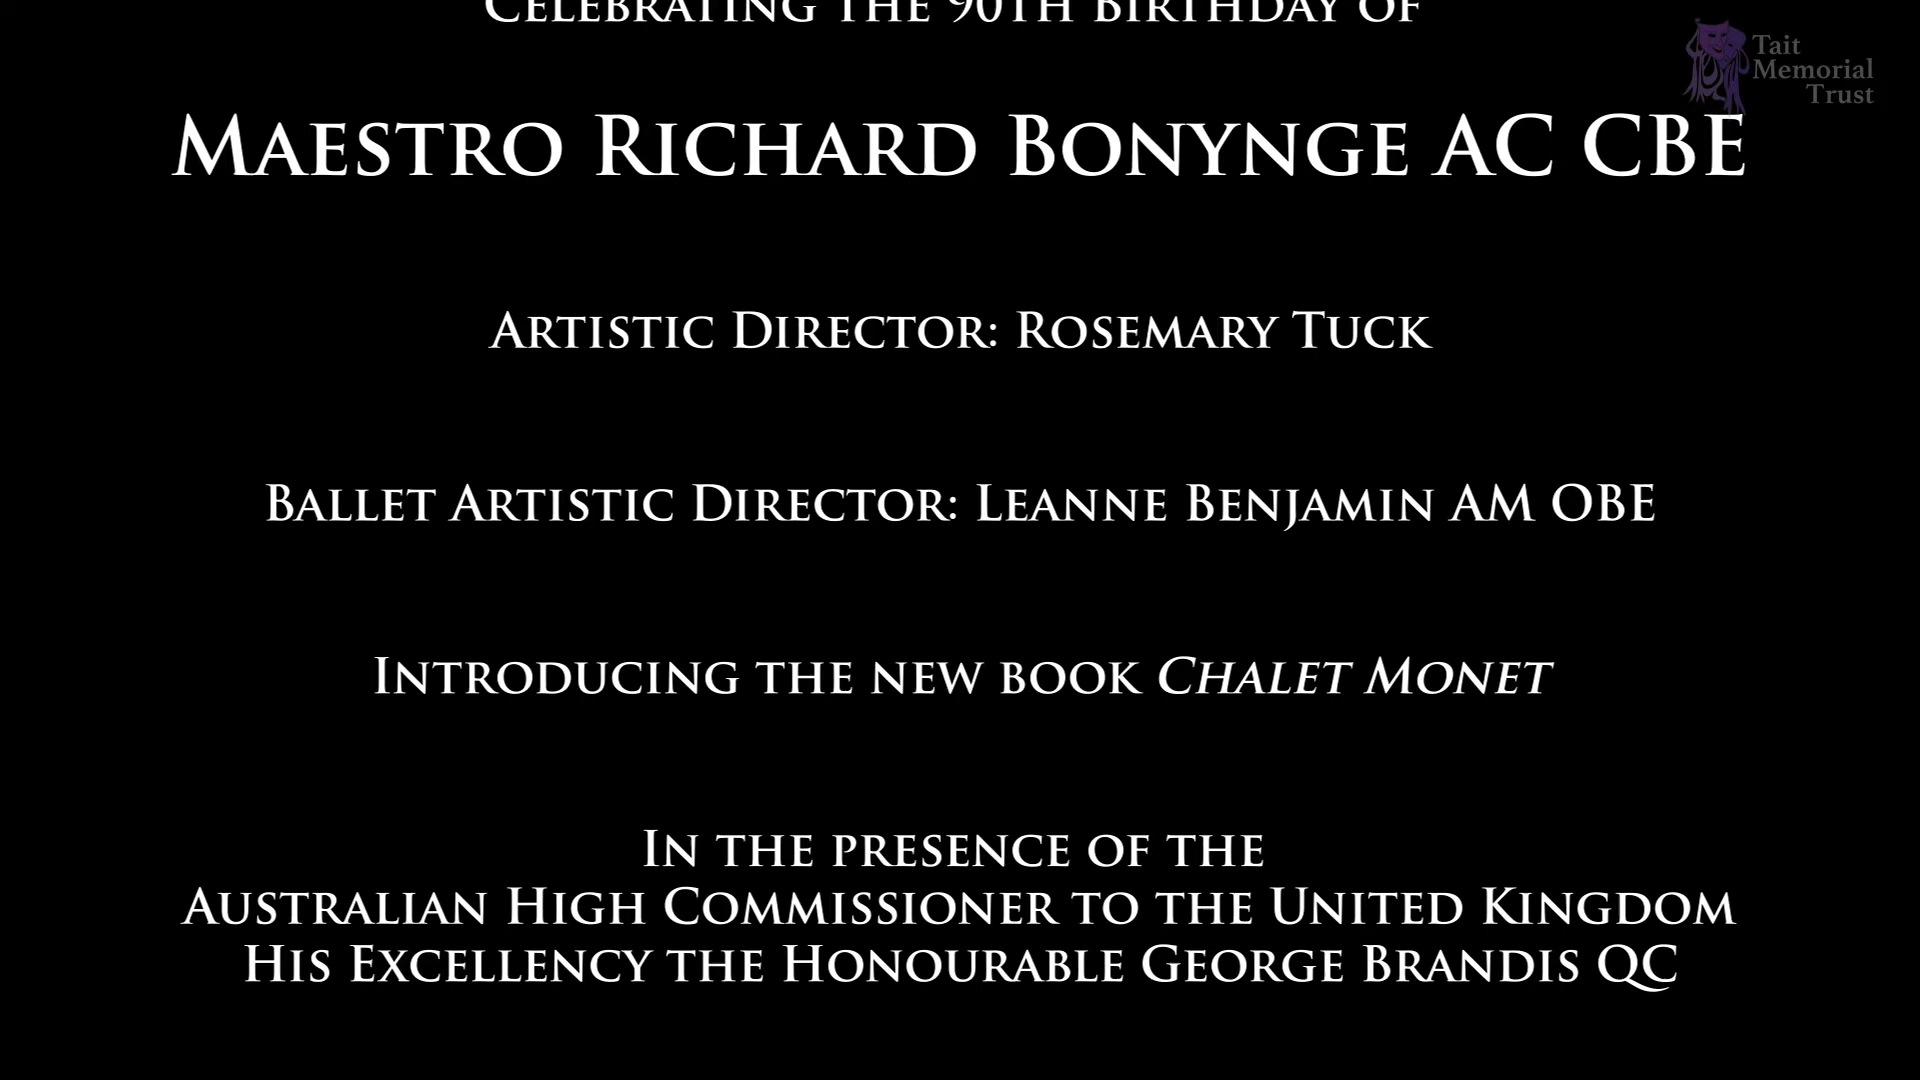 Celebrating the 90th Birthday of
Tait
Memorial
Trust
Maestro Richard Bonynge AC CBE
Artistic Director: Rosemary Tuck
Ballet Artistic Director: Leanne Benjamin AM OBE
Introducing the new book Chalet Monet
In the presence of the
Australian High Commissioner to the United Kingdom
His Excellency the Honourable George Brandis QC